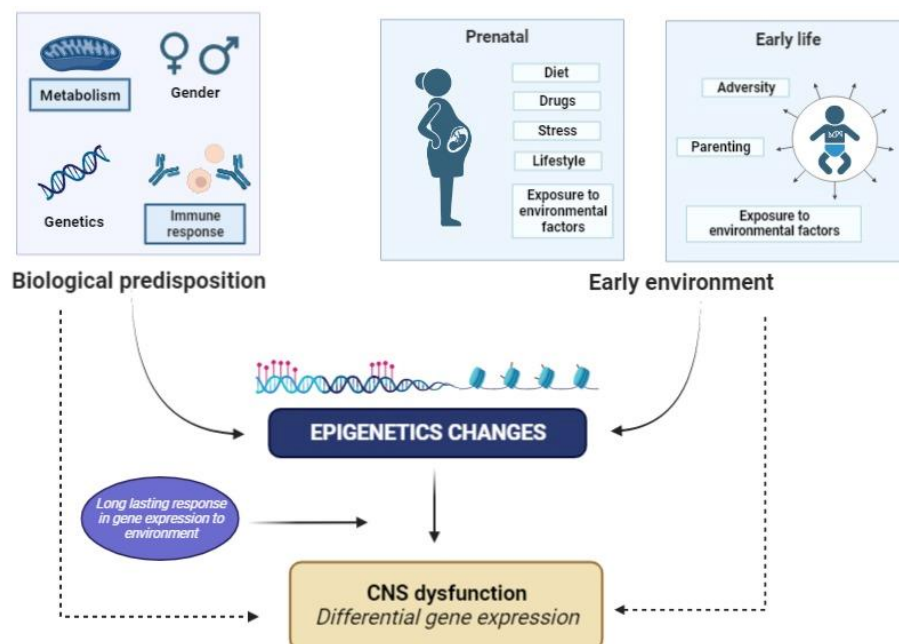 Metabolism
Gender
Genetics
Immune
response
Biological predisposition
Prenatal
Diet
Drugs
Stress
Lifestyle
Exposure to
environmental
factors
Early life
Adversity
Parenting
Exposure to
environmental factors
Early environment
EPIGENETICS CHANGES
Long lasting response
in gene expression to
environment
CNS dysfunction
Differential gene expression